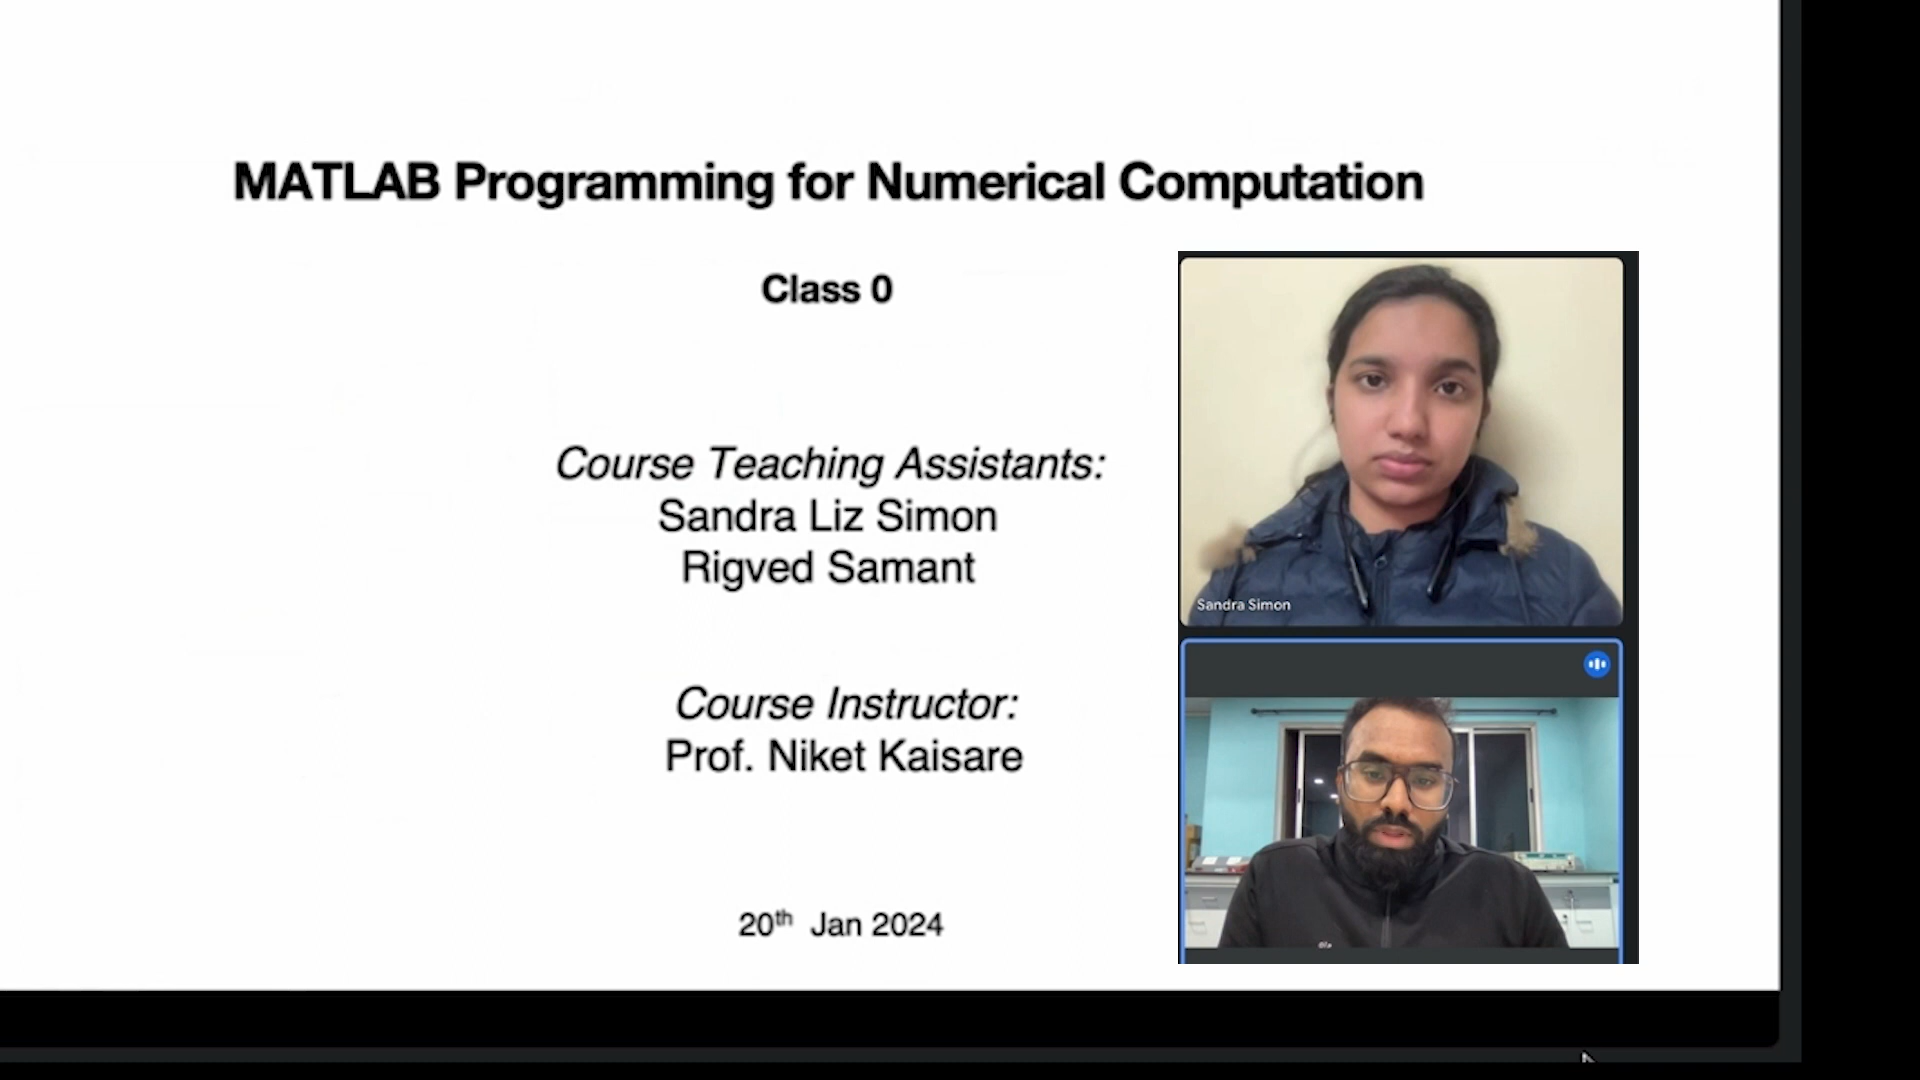 MATLAB Programming for Numerical Computation
Class 0
Course Teaching Assistants:
Sandra Liz Simon
Rigved Samant
Course Instructor:
Prof. Niket Kaisare
20th Jan 2024
Sandra Simon